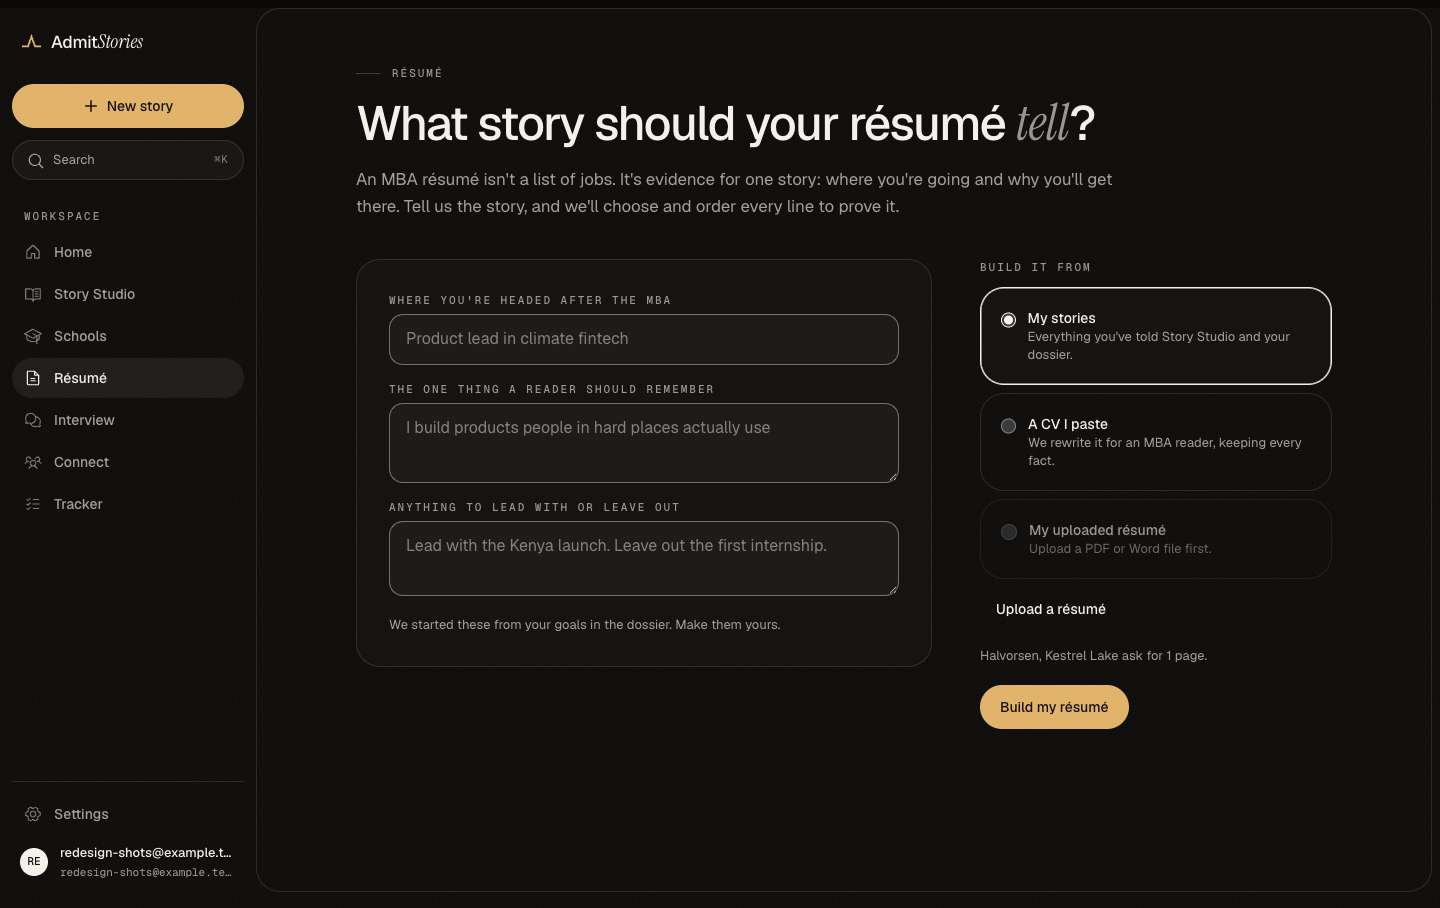 AdmitStories
New story
Search ⌘K
WORKSPACE
Home
Story Studio
Schools
Résumé
Interview
Connect
Tracker
Settings
RE
redesign-shots@example.t…
redesign-shots@example.te…
RÉSUMÉ
What story should your résumé tell?
An MBA résumé isn't a list of jobs. It's evidence for one story: where you're going and why you'll get
there. Tell us the story, and we'll choose and order every line to prove it.
WHERE YOU'RE HEADED AFTER THE MBA
Product lead in climate fintech
THE ONE THING A READER SHOULD REMEMBER
I build products people in hard places actually use
ANYTHING TO LEAD WITH OR LEAVE OUT
Lead with the Kenya launch. Leave out the first internship.
We started these from your goals in the dossier. Make them yours.
BUILD IT FROM
My stories
Everything you've told Story Studio and your
dossier.
A CV I paste
We rewrite it for an MBA reader, keeping every
fact.
My uploaded résumé
Upload a PDF or Word file first.
Upload a résumé
Halvorsen, Kestrel Lake ask for 1 page.
Build my résumé